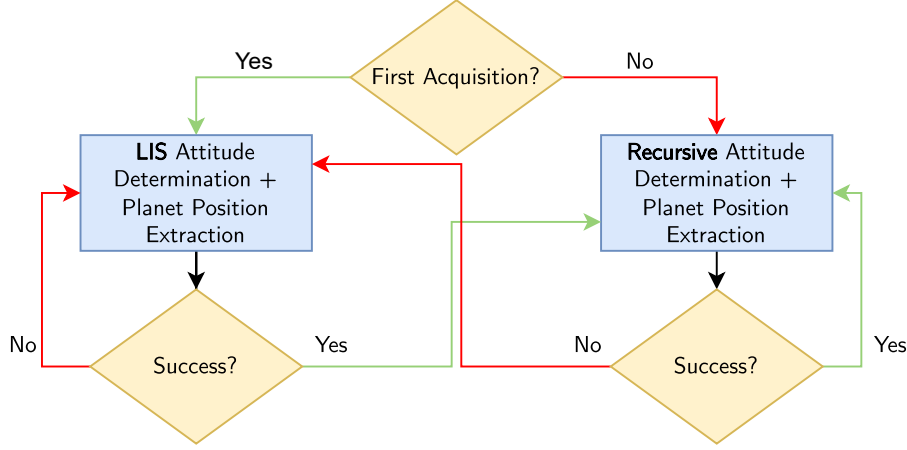 First Acquisition?
Yes
No
LIS Attitude
Determination +
Planet Position
Extraction
Recursive Attitude
Determination +
Planet Position
Extraction
No
Success?
Yes
No
Success?
Yes